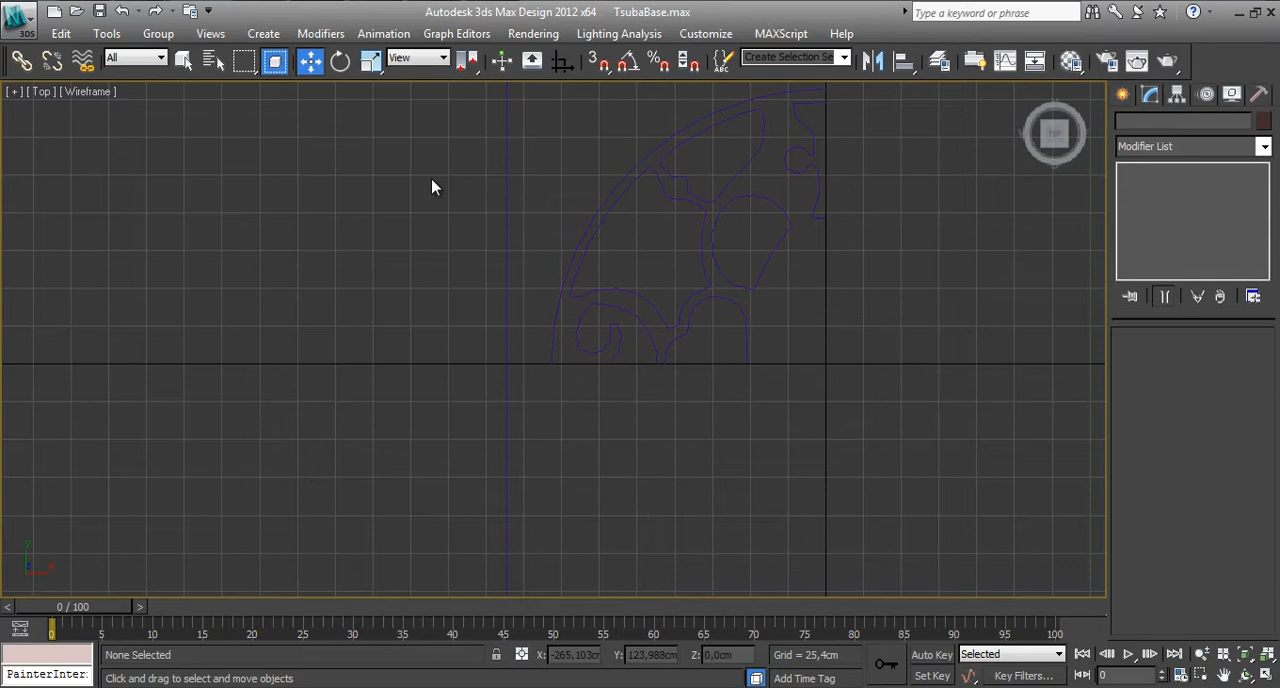 Autodesk 3ds Max Design 2012 x64 TsubaBase.max
Type a keyword or phrase
3DS
Edit Tools Group Views Create Modifiers Animation Graph Editors Rendering Lighting Analysis Customize MAXScript Help
All View Create Selection Se
[ + ] [ Top ] [ Wireframe ]
TOP
Modifier List
y
z x
< 0 / 100 >
0 5 10 15 20 25 30 35 40 45 50 55 60 65 70 75 80 85 90 95 100
None Selected X: -265,103cm Y: 123,988cm Z: 0,0cm Grid = 25,4cm Auto Key Selected
PainterInter: Click and drag to select and move objects Add Time Tag Set Key Key Filters... 0